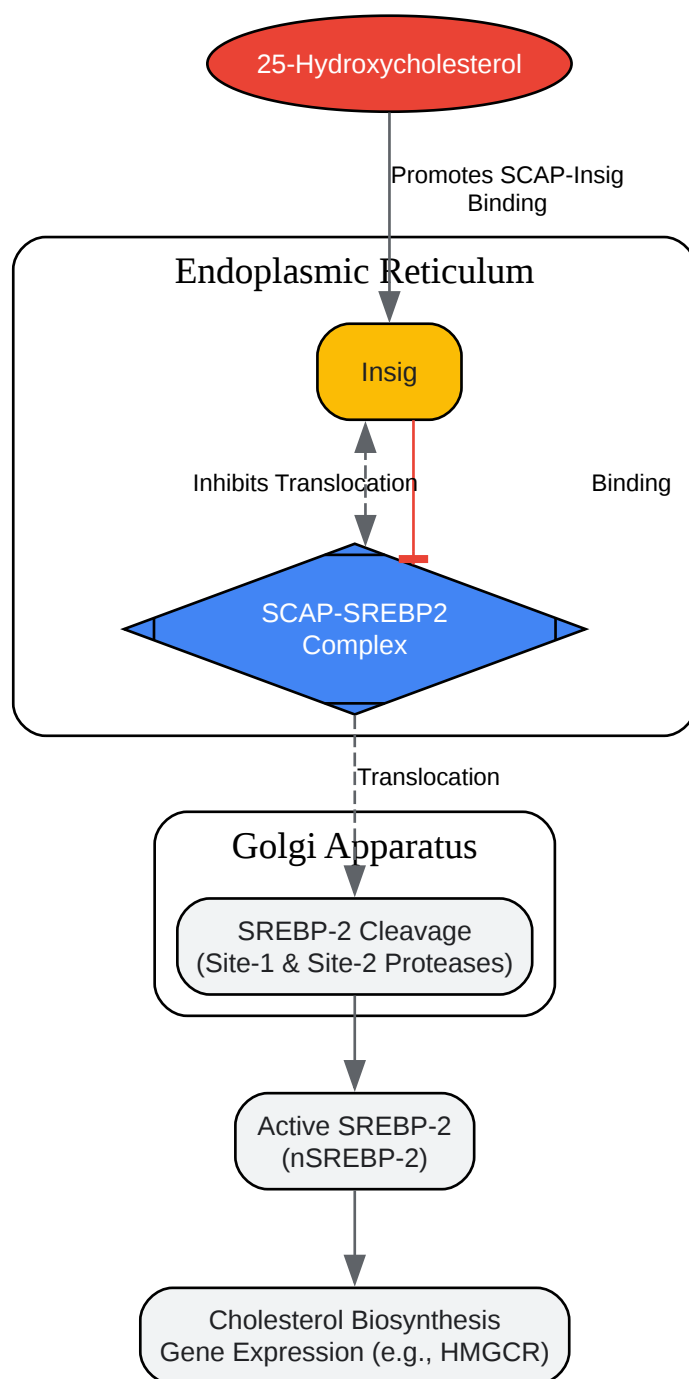 25-Hydroxycholesterol
Promotes SCAP-Insig
Binding
Endoplasmic Reticulum
Insig
Inhibits Translocation
Binding
SCAP-SREBP2
Complex
Translocation
Golgi Apparatus
SREBP-2 Cleavage
(Site-1 & Site-2 Proteases)
Active SREBP-2
(nSREBP-2)
Cholesterol Biosynthesis
Gene Expression (e.g., HMGCR)